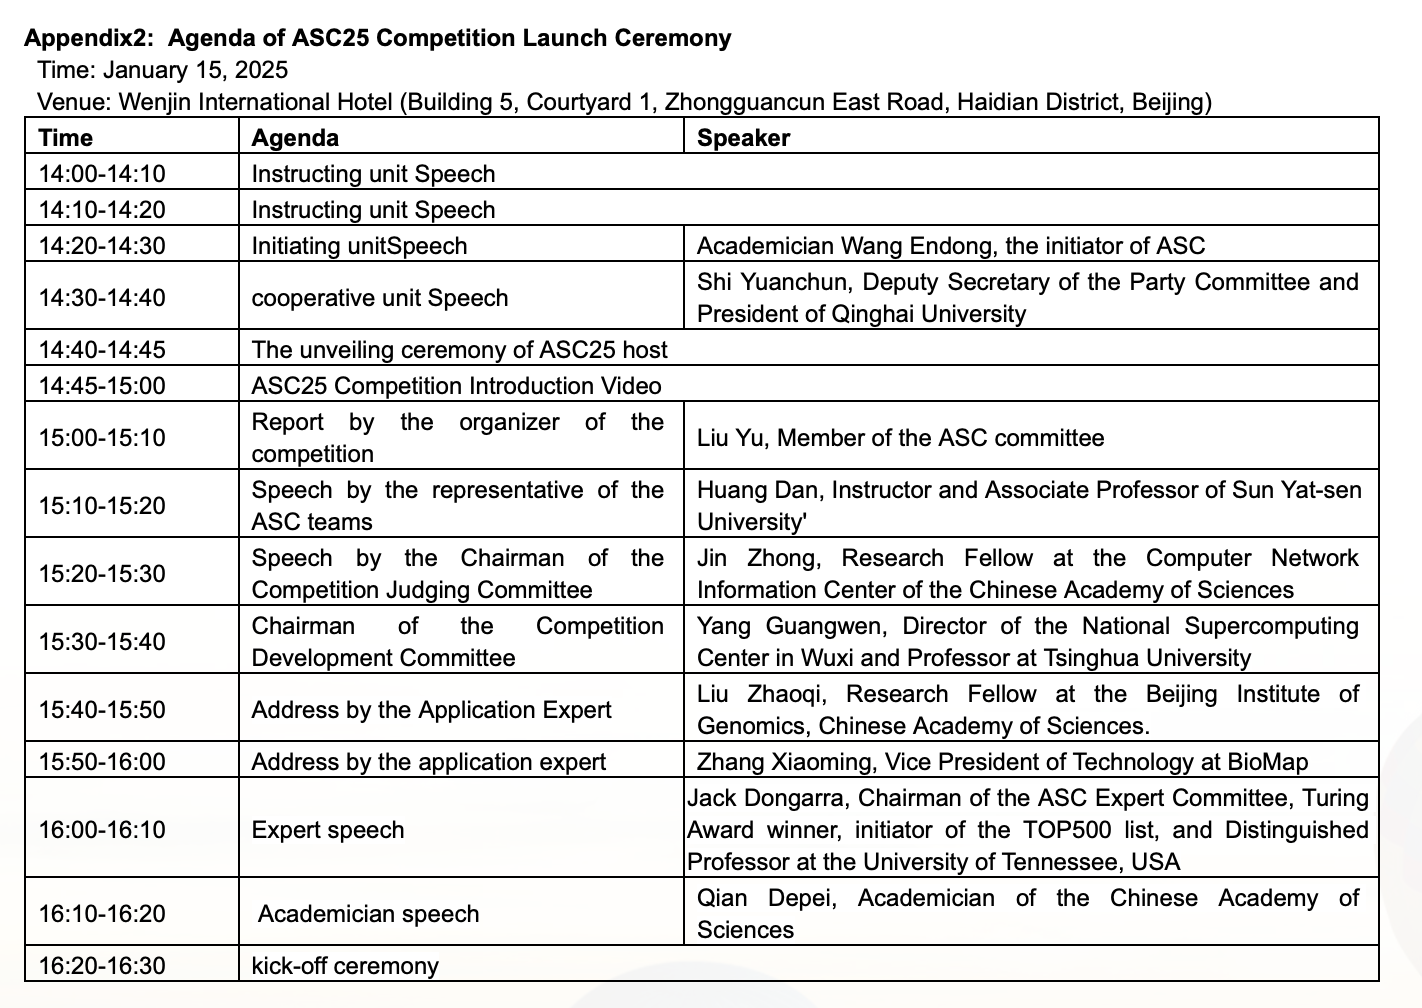 Appendix2:  Agenda of ASC25 Competition Launch Ceremony
Time: January 15, 2025
Venue: Wenjin International Hotel (Building 5, Courtyard 1, Zhongguancun East Road, Haidian District, Beijing)
Time Agenda Speaker
14:00-14:10 Instructing unit Speech
14:10-14:20 Instructing unit Speech
14:20-14:30 Initiating unitSpeech Academician Wang Endong, the initiator of ASC
14:30-14:40 cooperative unit Speech Shi Yuanchun, Deputy Secretary of the Party Committee and
President of Qinghai University
14:40-14:45 The unveiling ceremony of ASC25 host
14:45-15:00 ASC25 Competition Introduction Video
15:00-15:10 Report by the organizer of the
competition Liu Yu, Member of the ASC committee
15:10-15:20 Speech by the representative of the
ASC teams Huang Dan, Instructor and Associate Professor of Sun Yat-sen
University'
15:20-15:30 Speech by the Chairman of the
Competition Judging Committee Jin Zhong, Research Fellow at the Computer Network
Information Center of the Chinese Academy of Sciences
15:30-15:40 Chairman of the Competition
Development Committee Yang Guangwen, Director of the National Supercomputing
Center in Wuxi and Professor at Tsinghua University
15:40-15:50 Address by the Application Expert Liu Zhaoqi, Research Fellow at the Beijing Institute of
Genomics, Chinese Academy of Sciences.
15:50-16:00 Address by the application expert Zhang Xiaoming, Vice President of Technology at BioMap
16:00-16:10 Expert speech Jack Dongarra, Chairman of the ASC Expert Committee, Turing
Award winner, initiator of the TOP500 list, and Distinguished
Professor at the University of Tennessee, USA
16:10-16:20 Academician speech Qian Depei, Academician of the Chinese Academy of
Sciences
16:20-16:30 kick-off ceremony